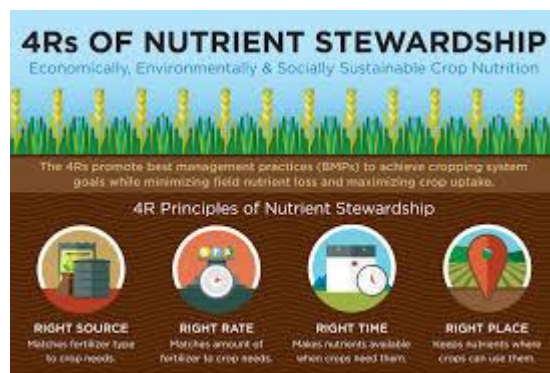 4Rs OF NUTRIENT STEWARDSHIP
Economically, Environmentally & Socially Sustainable Crop Nutrition
The 4Rs promote best management practices (BMPs) to achieve cropping system
goals while minimizing field nutrient loss and maximizing crop uptake.
4R Principles of Nutrient Stewardship
RIGHT SOURCE
Matches fertilizer type
to crop needs.
RIGHT RATE
Matches amount of
fertilizer to crop needs.
RIGHT TIME
Makes nutrients available
when crops need them.
RIGHT PLACE
Keeps nutrients where
crops can use them.